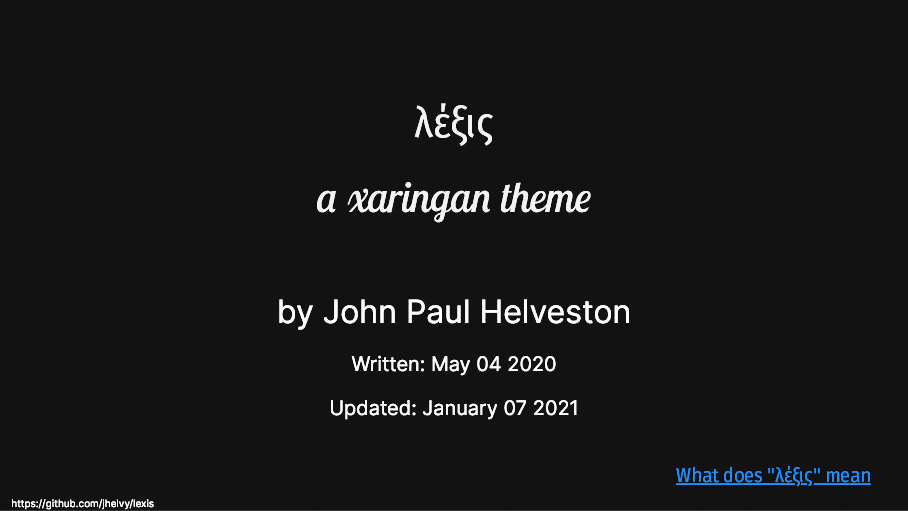 λέξις
a xaringan theme
by John Paul Helveston
Written: May 04 2020
Updated: January 07 2021
What does "λέξις" mean
https://github.com/jhelvy/lexis